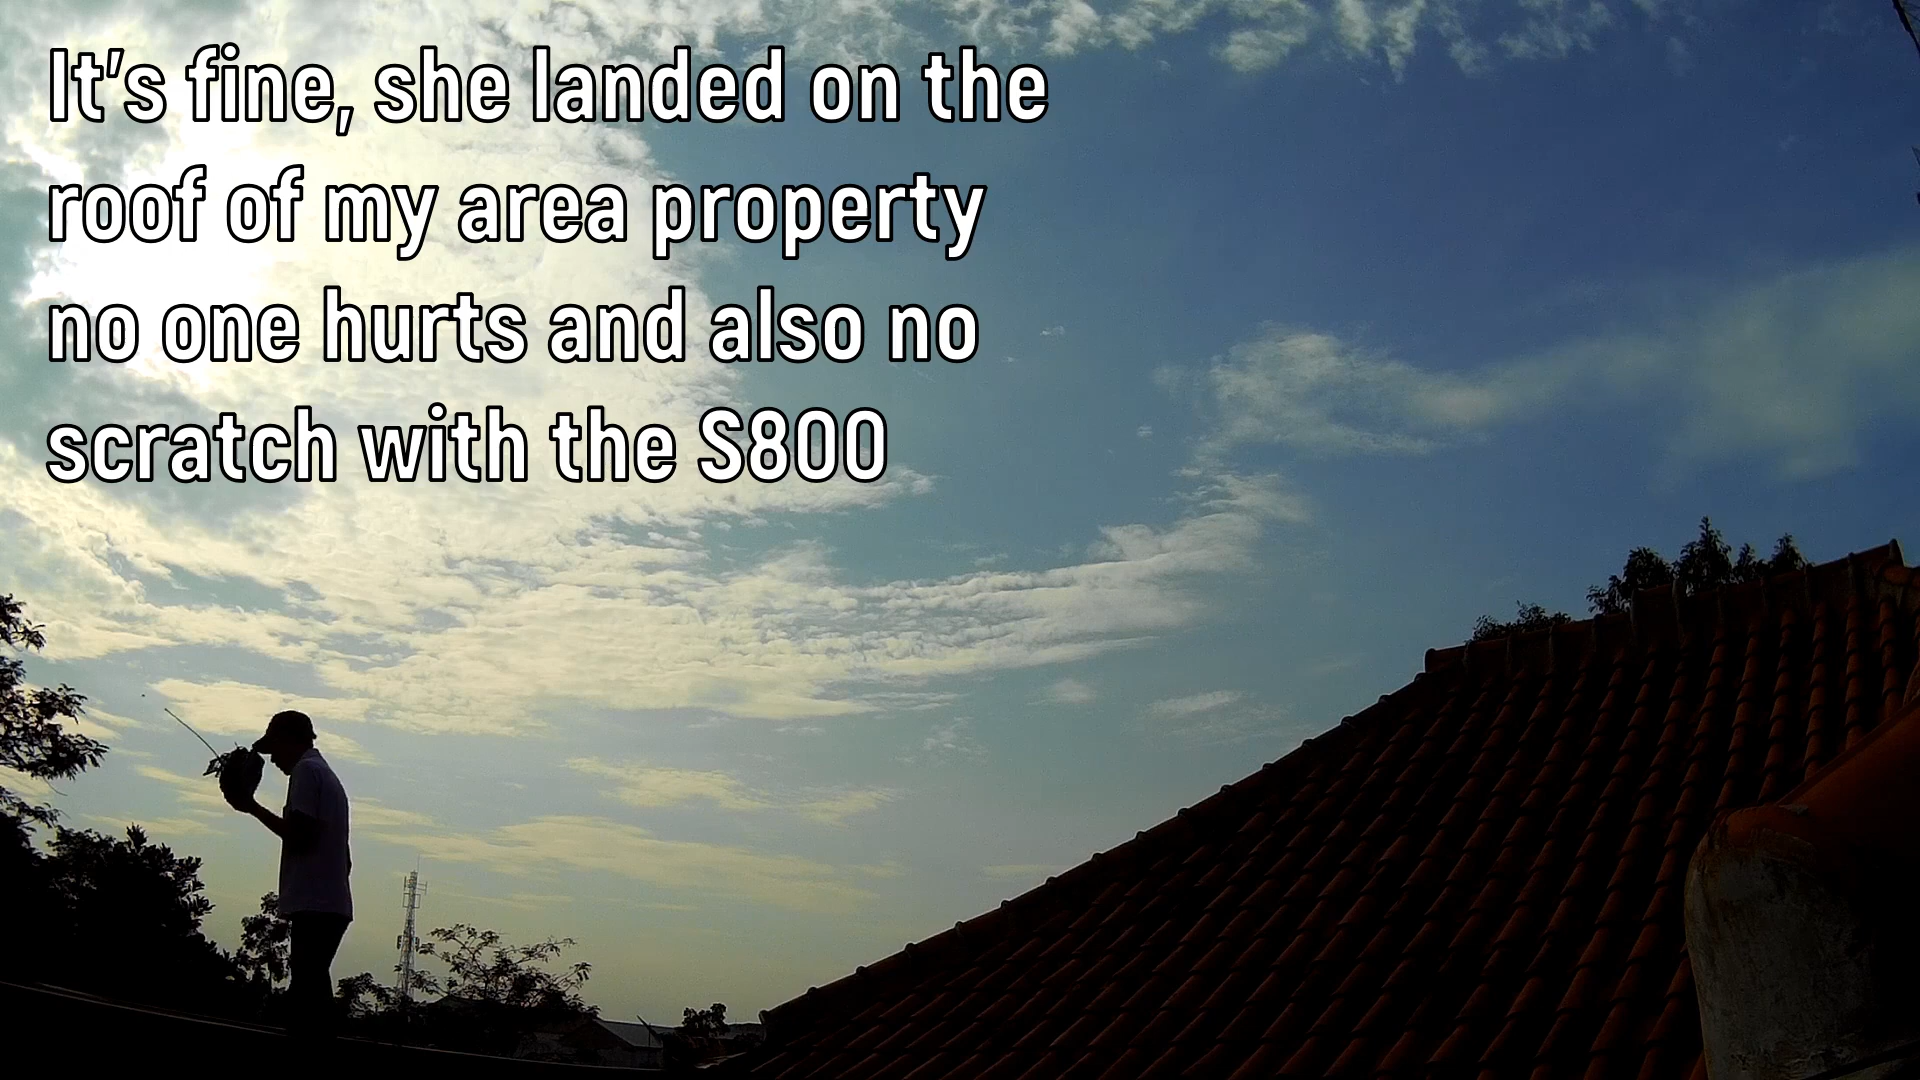 It's fine, she landed on the
roof of my area property
no one hurts and also no
scratch with the S800